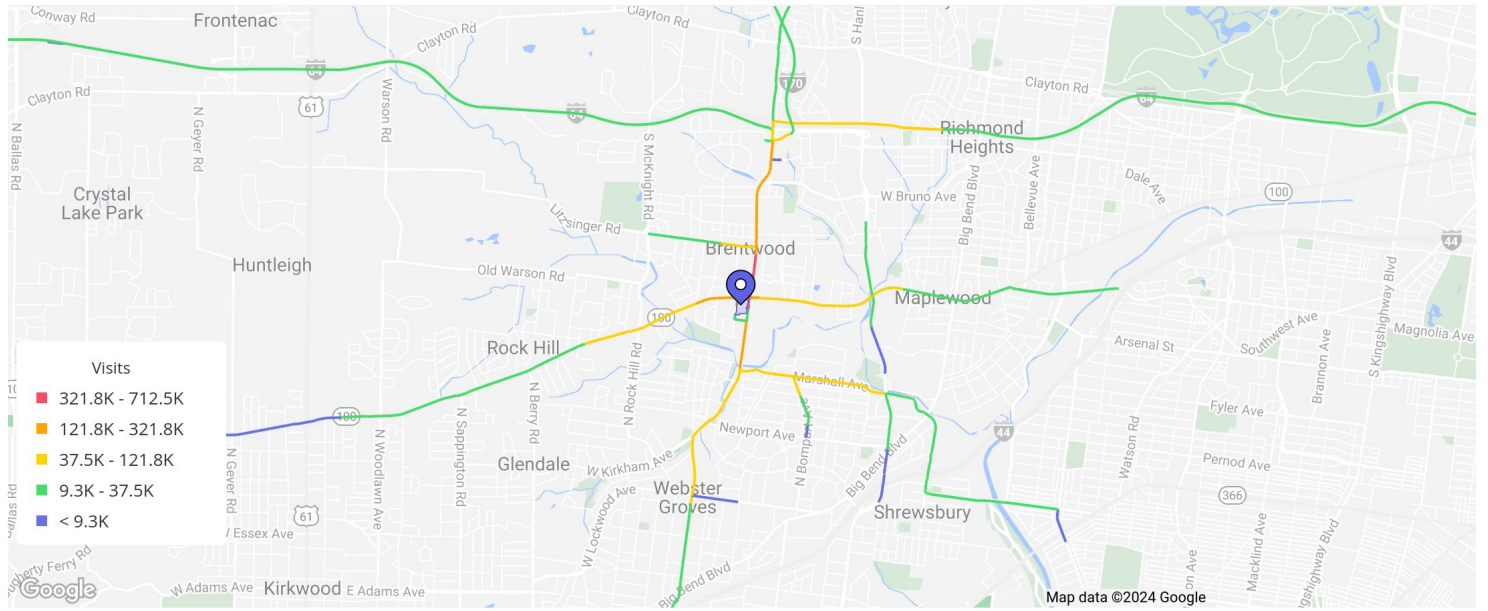 Conway Rd
Frontenac
Clayton Rd
Clayton Rd
170
64
61
Clayton Rd
64
Clayton Rd
64
N Ballas Rd
N Geyer Rd
Warson Rd
S McKnight Rd
Richmond
Heights
Crystal
Lake Park
Litzsinger Rd
W Bruno Ave
Big Bend Blvd
Bellevue Ave
Dale Ave
100
44
Huntleigh
Old Warson Rd
Brentwood
Maplewood
100
Rock Hill
N Rock Hill Rd
Arsenal St
Southwest Ave
S Kingshighway Blvd
Magnolia Ave
Brannon Ave
Visits
321.8K - 712.5K
121.8K - 321.8K
37.5K - 121.8K
9.3K - 37.5K
< 9.3K
100
N Woodlawn Ave
N Sappington Rd
N Berry Rd
Marshall Ave
Newport Ave
N Bompart Ave
Big Bend Blvd
44
Fyler Ave
Watson Rd
Pernod Ave
366
Glendale
W Kirkham Ave
W Lockwood Ave
Webster
Groves
Shrewsbury
N Geyer Rd
61
Essex Ave
Macklind Ave
W Adams Ave
Kirkwood
E Adams Ave
Big Bend Blvd
Google
Map data ©2024 Google